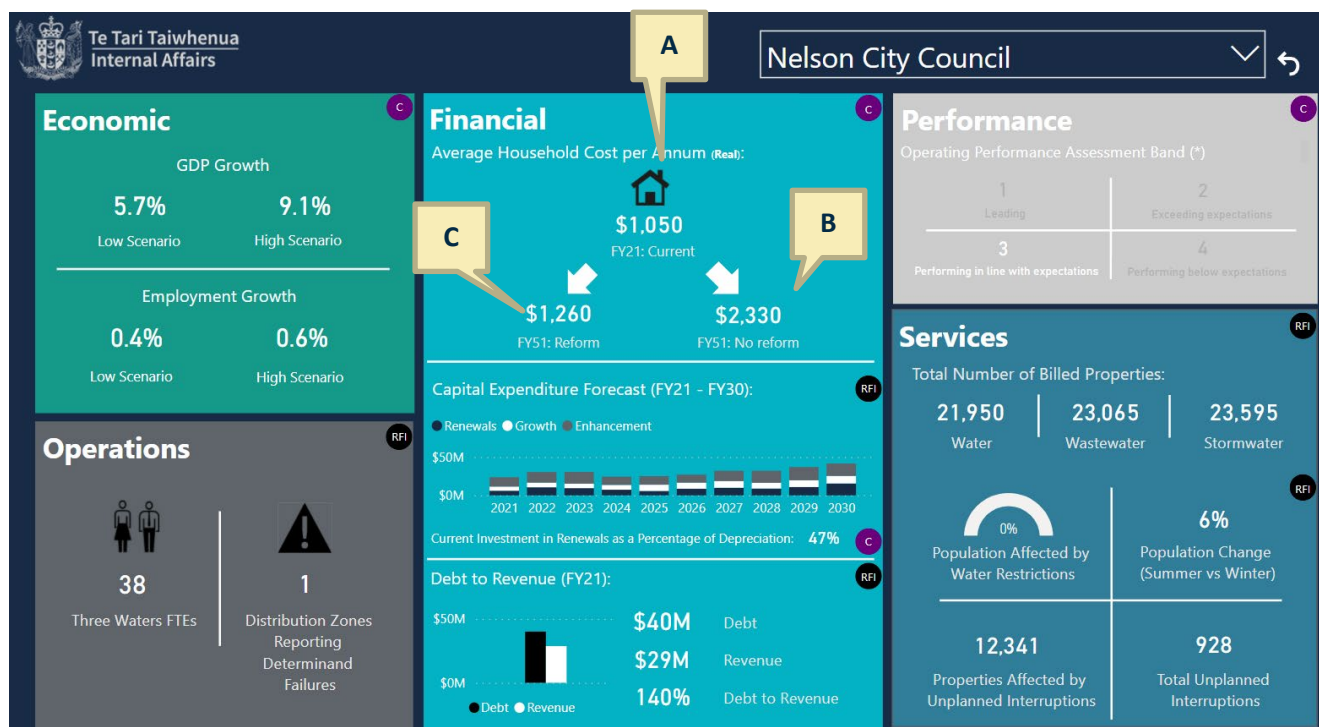 Te Tari Taiwhenua
Internal Affairs
A
Nelson City Council
Economic
C
GDP Growth
5.7%
9.1%
Low Scenario
High Scenario
Employment Growth
0.4%
0.6%
Low Scenario
High Scenario
Operations
RFI
38
1
Three Waters FTEs
Distribution Zones
Reporting
Determinand
Failures
Financial
C
Average Household Cost per Annum (Real):
$1,050
FY21: Current
C
B
$1,260
$2,330
FY51: Reform
FY51: No reform
Capital Expenditure Forecast (FY21 - FY30):
RFI
Renewals Growth Enhancement
$50M
$0M
2021 2022 2023 2024 2025 2026 2027 2028 2029 2030
Current Investment in Renewals as a Percentage of Depreciation: 47%
C
Debt to Revenue (FY21):
RFI
$50M
$0M
Debt Revenue
$40M Debt
$29M Revenue
140% Debt to Revenue
Performance
C
Operating Performance Assessment Band (*)
1
Leading
2
Exceeding expectations
3
Performing in line with expectations
4
Performing below expectations
Services
RFI
Total Number of Billed Properties:
21,950
23,065
23,595
Water
Wastewater
Stormwater
RFI
0%
Population Affected by
Water Restrictions
6%
Population Change
(Summer vs Winter)
12,341
Properties Affected by
Unplanned Interruptions
928
Total Unplanned
Interruptions